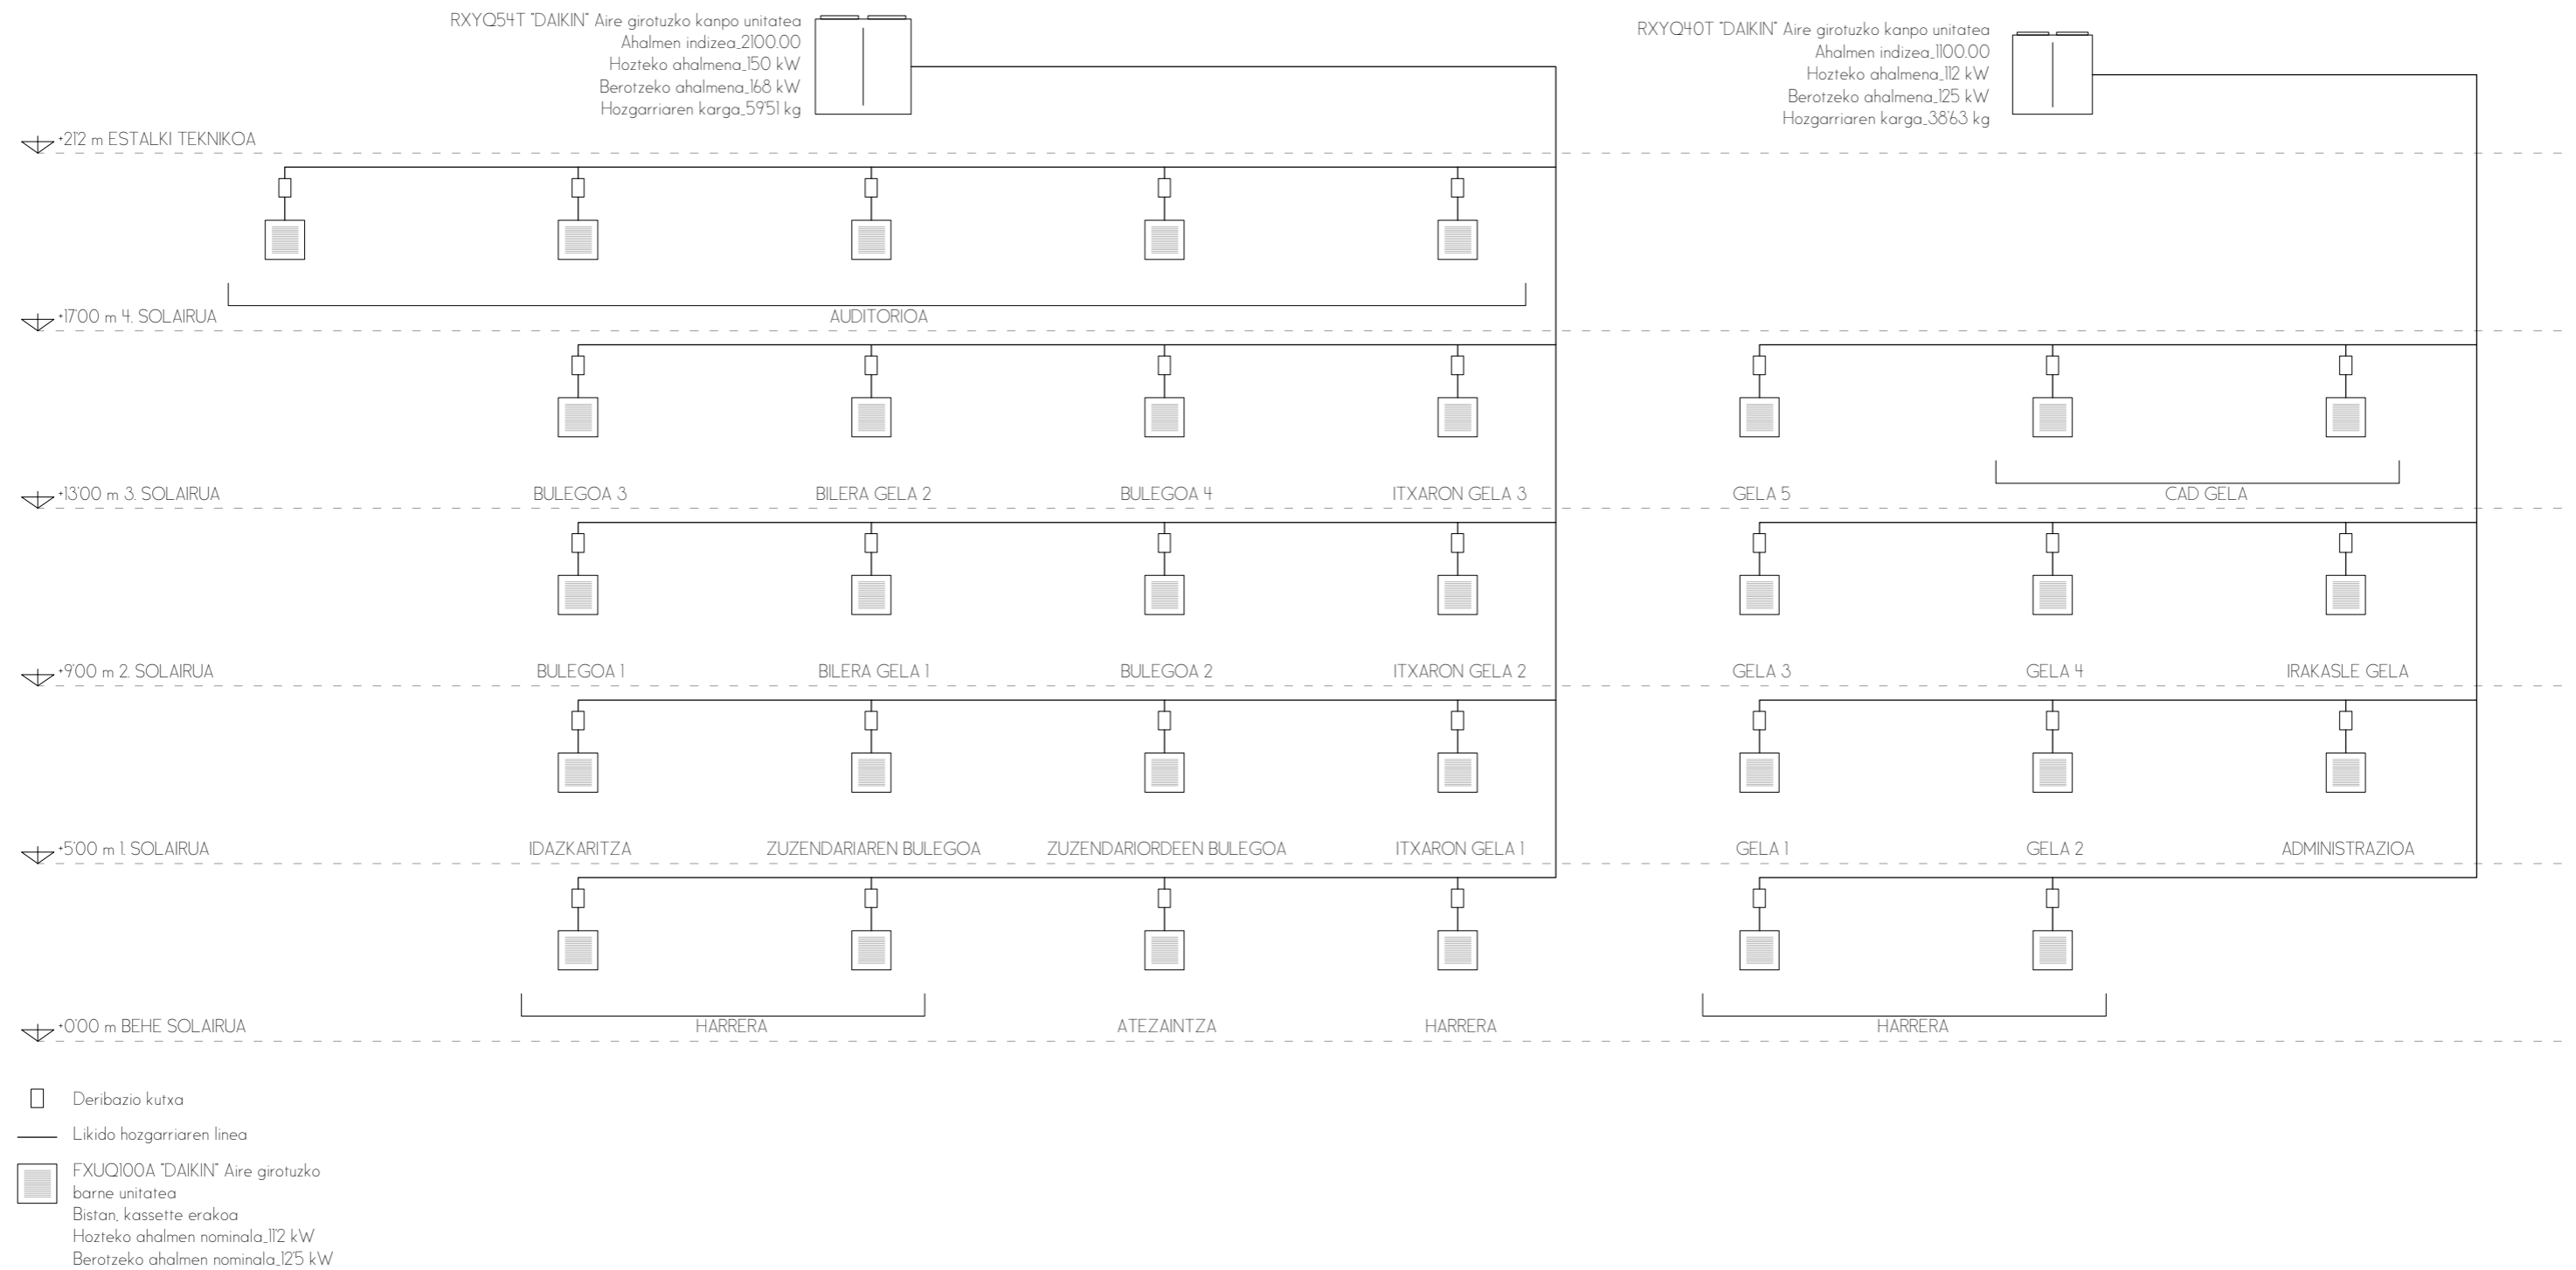 RXYQ54T "DAIKIN" Aire girotuzko kanpo unitatea
Ahalmen indizea_2100.00
Hozteko ahalmena_150 kW
Berotzeko ahalmena_168 kW
Hozgarriaren karga_59'51 kg
RXYQ40T "DAIKIN" Aire girotuzko kanpo unitatea
Ahalmen indizea_1100.00
Hozteko ahalmena_112 kW
Berotzeko ahalmena_125 kW
Hozgarriaren karga_38'63 kg
+21'2 m ESTALKI TEKNIKOA
AUDITORIOA
+17'00 m 4. SOLAIRUA
BULEGOA 3
BILERA GELA 2
BULEGOA 4
ITXARON GELA 3
GELA 5
CAD GELA
+13'00 m 3. SOLAIRUA
BULEGOA 1
BILERA GELA 1
BULEGOA 2
ITXARON GELA 2
GELA 3
GELA 4
IRAKASLE GELA
+9'00 m 2. SOLAIRUA
IDAZKARITZA
ZUZENDARIAREN BULEGOA
ZUZENDARIORDEEN BULEGOA
ITXARON GELA 1
GELA 1
GELA 2
ADMINISTRAZIOA
+5'00 m 1. SOLAIRUA
HARRERA
ATEZAINTZA
HARRERA
HARRERA
+0'00 m BEHE SOLAIRUA
Deribazio kutxa
Likido hozgarriaren linea
FXUQ100A "DAIKIN" Aire girotuzko
barne unitatea
Bistan, kassette erakoa
Hozteko ahalmen nominala_11'2 kW
Berotzeko ahalmen nominala_12'5 kW